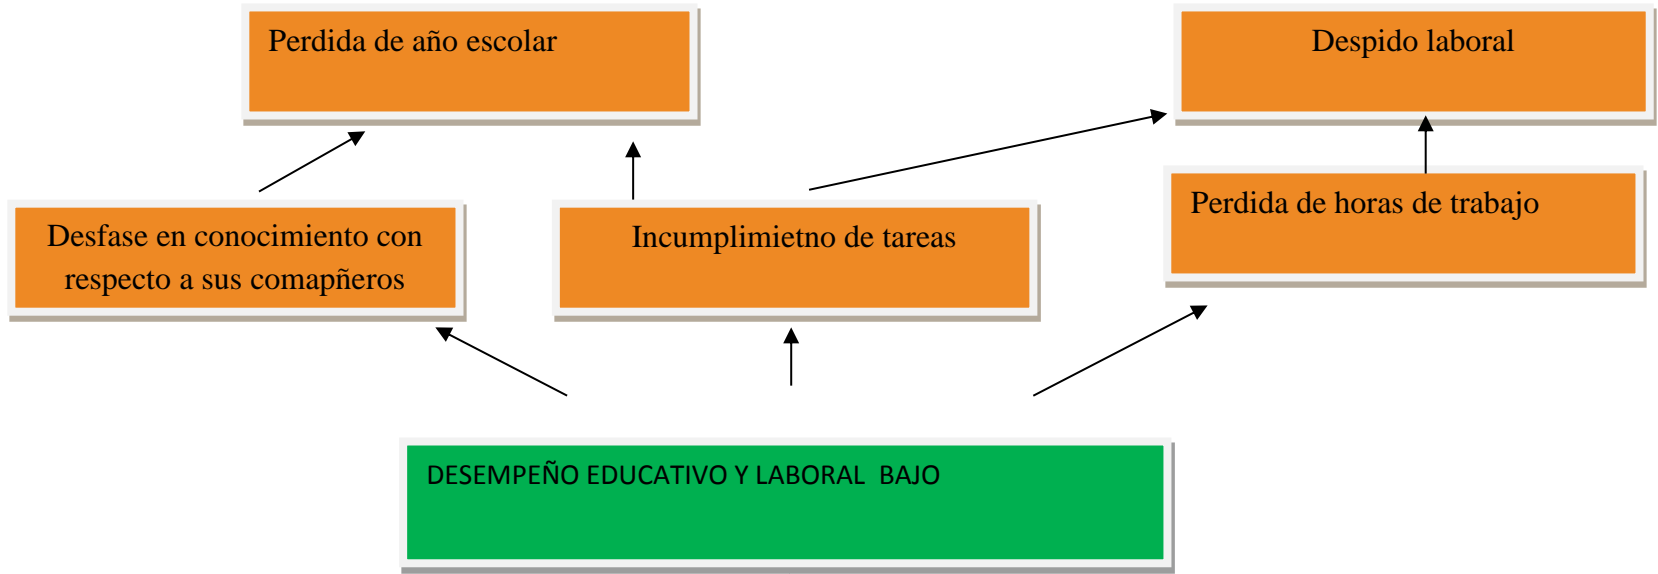 Perdida de año escolar
Despido laboral
Desfase en conocimiento con
respecto a sus comapñeros
Incumplimietno de tareas
Perdida de horas de trabajo
DESEMPEÑO EDUCATIVO Y LABORAL  BAJO